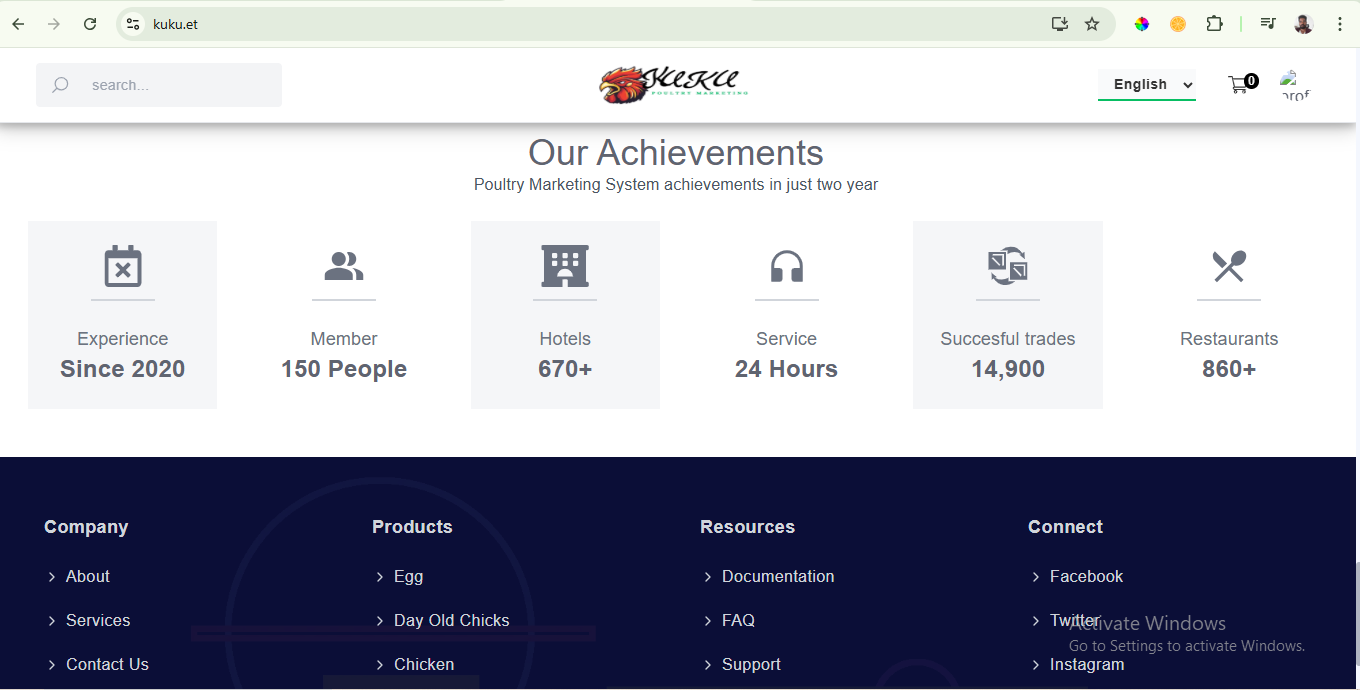 kuku.et
search...
KUKU
POULTRY MARKETING
English
0
prof
Our Achievements
Poultry Marketing System achievements in just two year
Experience
Since 2020
Member
150 People
Hotels
670+
Service
24 Hours
Succesful trades
14,900
Restaurants
860+
Company
About
Services
Contact Us
Products
Egg
Day Old Chicks
Chicken
Resources
Documentation
FAQ
Support
Connect
Facebook
Twitter
Instagram
Activate Windows
Go to Settings to activate Windows.